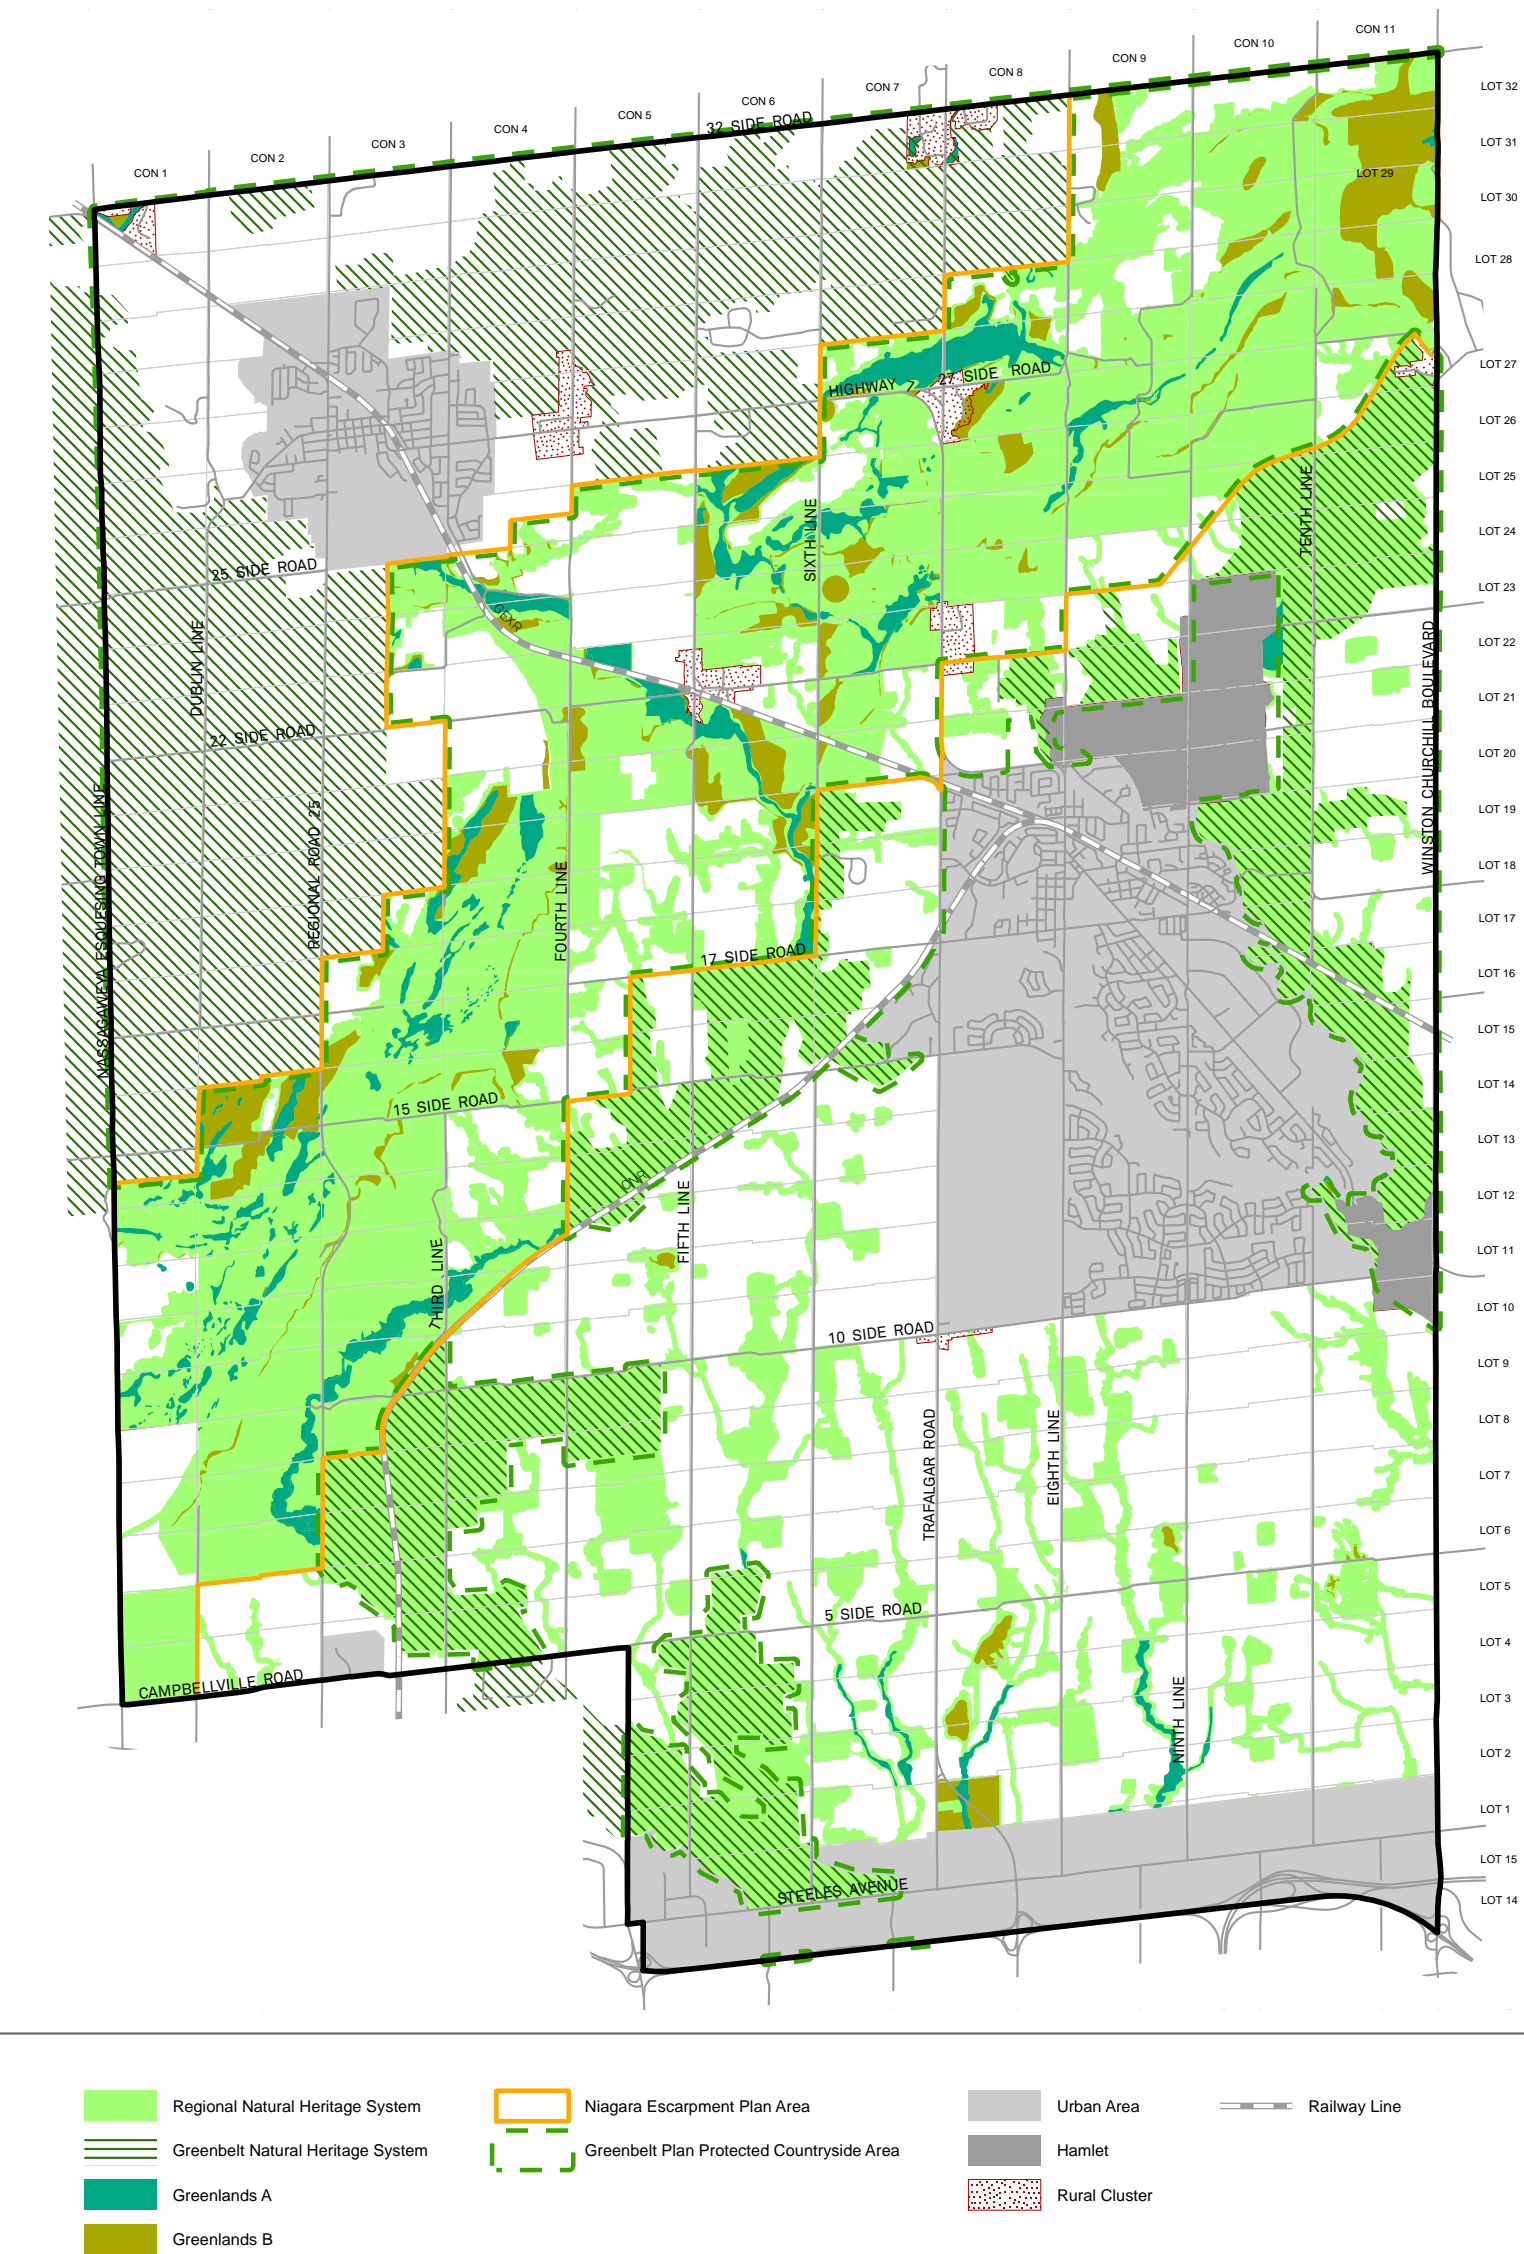 CON 11
CON 10
CON 9
CON 8
CON 7
CON 6
CON 5
CON 4
CON 3
CON 2
CON 1
LOT 32
LOT 31
LOT 30
LOT 29
LOT 28
LOT 27
LOT 26
LOT 25
LOT 24
LOT 23
LOT 22
LOT 21
LOT 20
LOT 19
LOT 18
LOT 17
LOT 16
LOT 15
LOT 14
LOT 13
LOT 12
LOT 11
LOT 10
LOT 9
LOT 8
LOT 7
LOT 6
LOT 5
LOT 4
LOT 3
LOT 2
LOT 1
LOT 15
LOT 14
32 SIDE ROAD
HIGHWAY 7
27 SIDE ROAD
25 SIDE ROAD
22 SIDE ROAD
17 SIDE ROAD
15 SIDE ROAD
10 SIDE ROAD
5 SIDE ROAD
CAMPBELLVILLE ROAD
STEELES AVENUE
NASSAGAWEYA ESQUESING TOWN LINE
DUBLIN LINE
REGIONAL ROAD 25
THIRD LINE
FOURTH LINE
FIFTH LINE
SIXTH LINE
TRAFALGAR ROAD
EIGHTH LINE
NINTH LINE
TENTH LINE
WINSTON CHURCHILL BOULEVARD
GEXR
CNR
Regional Natural Heritage System
Greenbelt Natural Heritage System
Greenlands A
Greenlands B
Niagara Escarpment Plan Area
Greenbelt Plan Protected Countryside Area
Urban Area
Hamlet
Rural Cluster
Railway Line